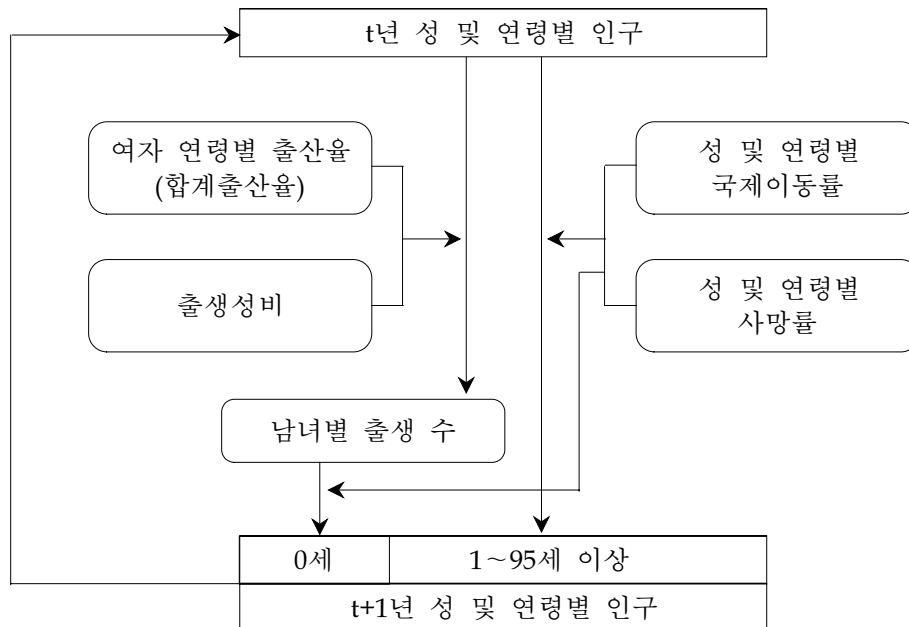 t년 성 및 연령별 인구
여자 연령별 출산율
(합계출산율)
성 및 연령별
국제이동률
출생성비
성 및 연령별
사망률
남녀별 출생 수
0세
1～95세 이상
t+1년 성 및 연령별 인구